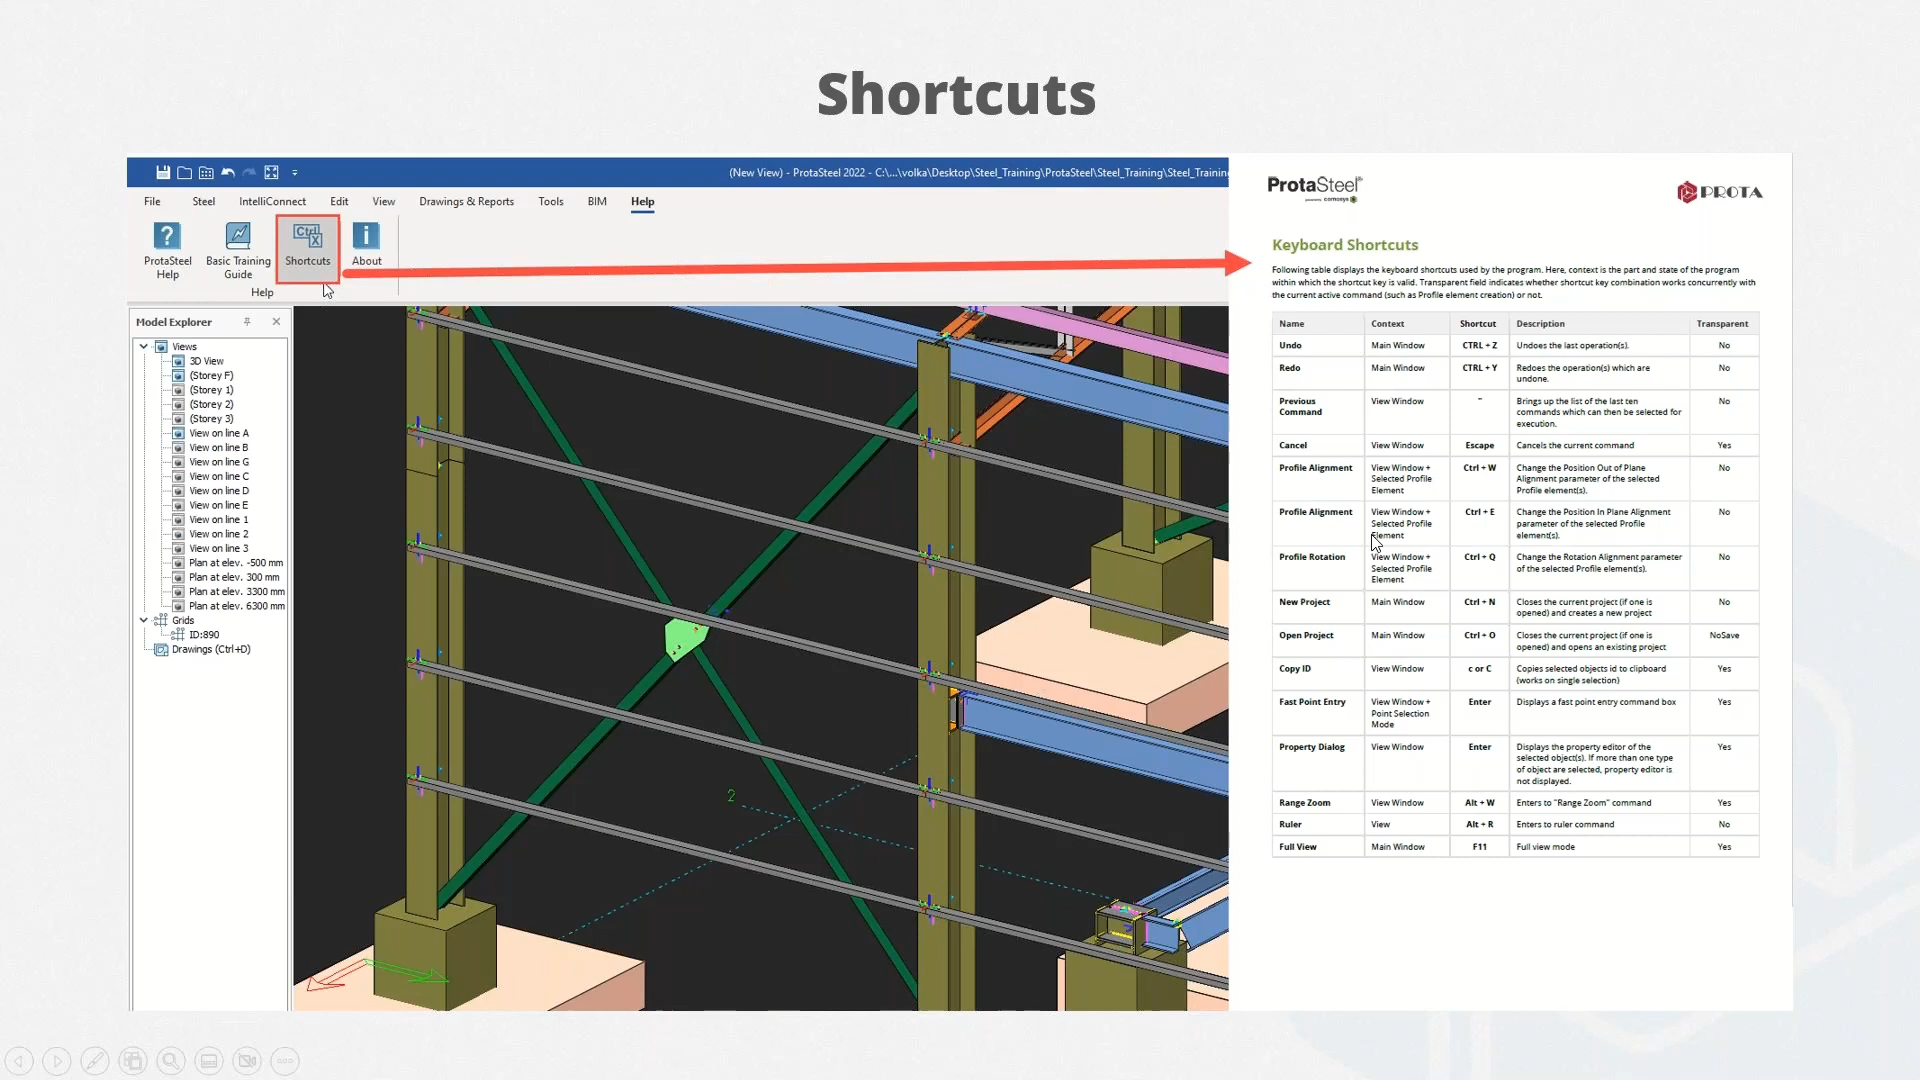 Shortcuts
(New View) - ProtaSteel 2022 - C:\...\volka\Desktop\Steel_Training\ProtaSteel\Steel_Training\Steel_Training
File Steel IntelliConnect Edit View Drawings & Reports Tools BIM Help
ProtaSteel Help
Basic Training Guide
Ctrl X
Shortcuts
About
Help
Model Explorer
Views
3D View
(Storey F)
(Storey 1)
(Storey 2)
(Storey 3)
View on line A
View on line B
View on line G
View on line C
View on line D
View on line E
View on line 1
View on line 2
View on line 3
Plan at elev. -500 mm
Plan at elev. 300 mm
Plan at elev. 3300 mm
Plan at elev. 6300 mm
Grids
ID:890
Drawings (Ctrl+D)
2
ProtaSteel
PROTA
Keyboard Shortcuts
Following table displays the keyboard shortcuts used by the program. Here, context is the part and state of the program
within which the shortcut key is valid. Transparent field indicates whether shortcut key combination works concurrently with
the current active command (such as Profile element creation) or not.
Name Context Shortcut Description Transparent
Undo Main Window CTRL + Z Undoes the last operation(s). No
Redo Main Window CTRL + Y Redoes the operation(s) which are
undone. No
Previous
Command View Window ~ Brings up the list of the last ten
commands which can then be selected for
execution. No
Cancel View Window Escape Cancels the current command Yes
Profile Alignment View Window +
Selected Profile
Element Ctrl + W Change the Position Out of Plane
Alignment parameter of the selected
Profile element(s). No
Profile Alignment View Window +
Selected Profile
Element Ctrl + E Change the Position In Plane Alignment
parameter of the selected Profile
element(s). No
Profile Rotation View Window +
Selected Profile
Element Ctrl + Q Change the Rotation Alignment parameter
of the selected Profile element(s). No
New Project Main Window Ctrl + N Closes the current project (if one is
opened) and creates a new project No
Open Project Main Window Ctrl + O Closes the current project (if one is
opened) and opens an existing project NoSave
Copy ID View Window c or C Copies selected objects id to clipboard
(works on single selection) Yes
Fast Point Entry View Window +
Point Selection
Mode Enter Displays a fast point entry command box Yes
Property Dialog View Window Enter Displays the property editor of the
selected object(s). If more than one type
of object are selected, property editor is
not displayed. Yes
Range Zoom View Window Alt + W Enters to "Range Zoom" command Yes
Ruler View Alt + R Enters to ruler command No
Full View Main Window F11 Full view mode Yes